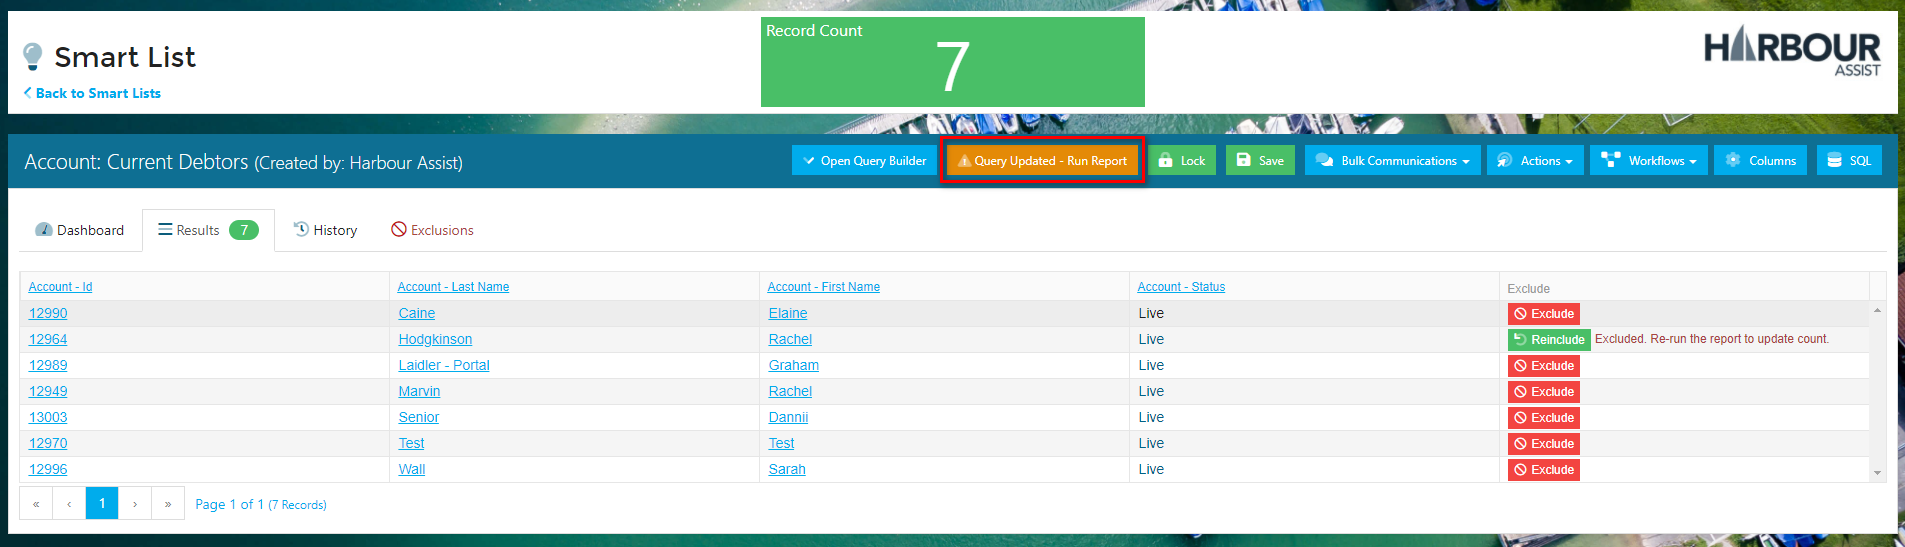 Smart List
Back to Smart Lists
Record Count
7
HARBOUR
ASSIST
Account: Current Debtors (Created by: Harbour Assist)
Open Query Builder
Query Updated - Run Report
Lock
Save
Bulk Communications
Actions
Workflows
Columns
SQL
Dashboard
Results 7
History
Exclusions
Account - Id Account - Last Name Account - First Name Account - Status Exclude
12990 Caine Elaine Live Exclude
12964 Hodgkinson Rachel Live Reinclude Excluded. Re-run the report to update count.
12989 Laidler - Portal Graham Live Exclude
12949 Marvin Rachel Live Exclude
13003 Senior Dannii Live Exclude
12970 Test Test Live Exclude
12996 Wall Sarah Live Exclude
« ‹ 1 › » Page 1 of 1 (7 Records)